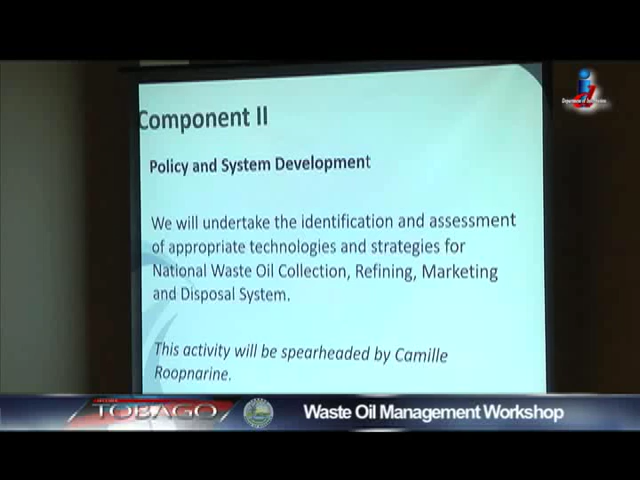 Component II
Policy and System Development
We will undertake the identification and assessment
of appropriate technologies and strategies for
National Waste Oil Collection, Refining, Marketing
and Disposal System.
This activity will be spearheaded by Camille
Roopnarine.
TOBAGO
Waste Oil Management Workshop